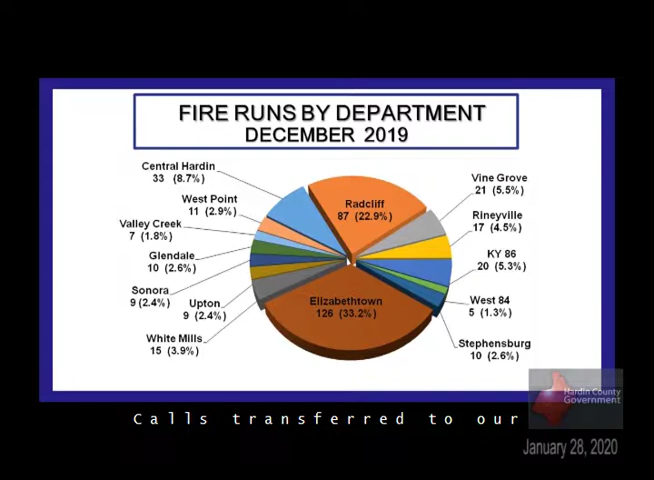 FIRE RUNS BY DEPARTMENT
DECEMBER 2019
Central Hardin
33 (8.7%)
West Point
11 (2.9%)
Valley Creek
7 (1.8%)
Glendale
10 (2.6%)
Sonora
9 (2.4%)
Upton
9 (2.4%)
White Mills
15 (3.9%)
Radcliff
87 (22.9%)
Elizabethtown
126 (33.2%)
Vine Grove
21 (5.5%)
Rineyville
17 (4.5%)
KY 86
20 (5.3%)
West 84
5 (1.3%)
Stephensburg
10 (2.6%)
Hardin County
Government
Calls transferred to our
January 28, 2020